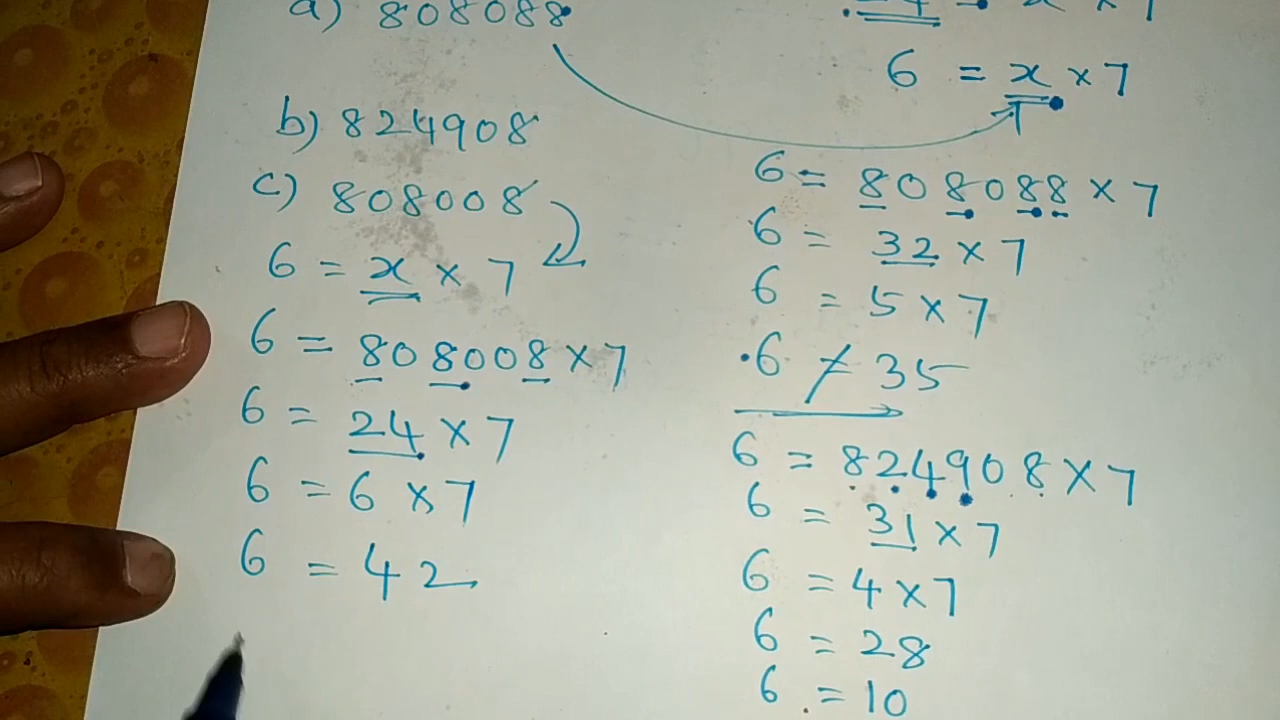 a) 808088
b) 824908
c) 808008
6 = x × 7
6 = 808008 × 7
6 = 24 × 7
6 = 6 × 7
6 = 42
× 7
6 = x × 7
6 = 808088 × 7
6 = 32 × 7
6 = 5 × 7
6 ≠ 35
6 = 824908 × 7
6 = 31 × 7
6 = 4 × 7
6 = 28
6 = 10